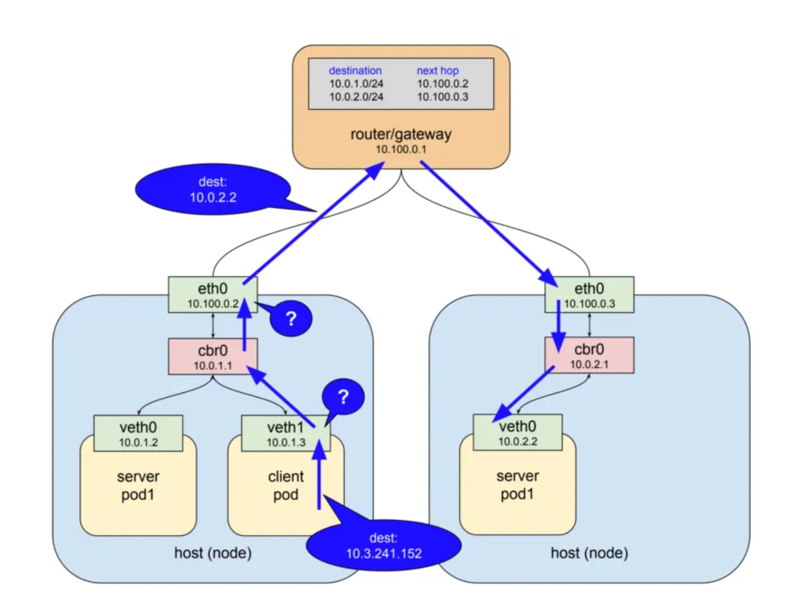 destination next hop
10.0.1.0/24 10.100.0.2
10.0.2.0/24 10.100.0.3
router/gateway
10.100.0.1
dest:
10.0.2.2
eth0
10.100.0.2
?
cbr0
10.0.1.1
?
veth0
10.0.1.2
veth1
10.0.1.3
server
pod1
client
pod
dest:
10.3.241.152
host (node)
eth0
10.100.0.3
cbr0
10.0.2.1
veth0
10.0.2.2
server
pod1
host (node)